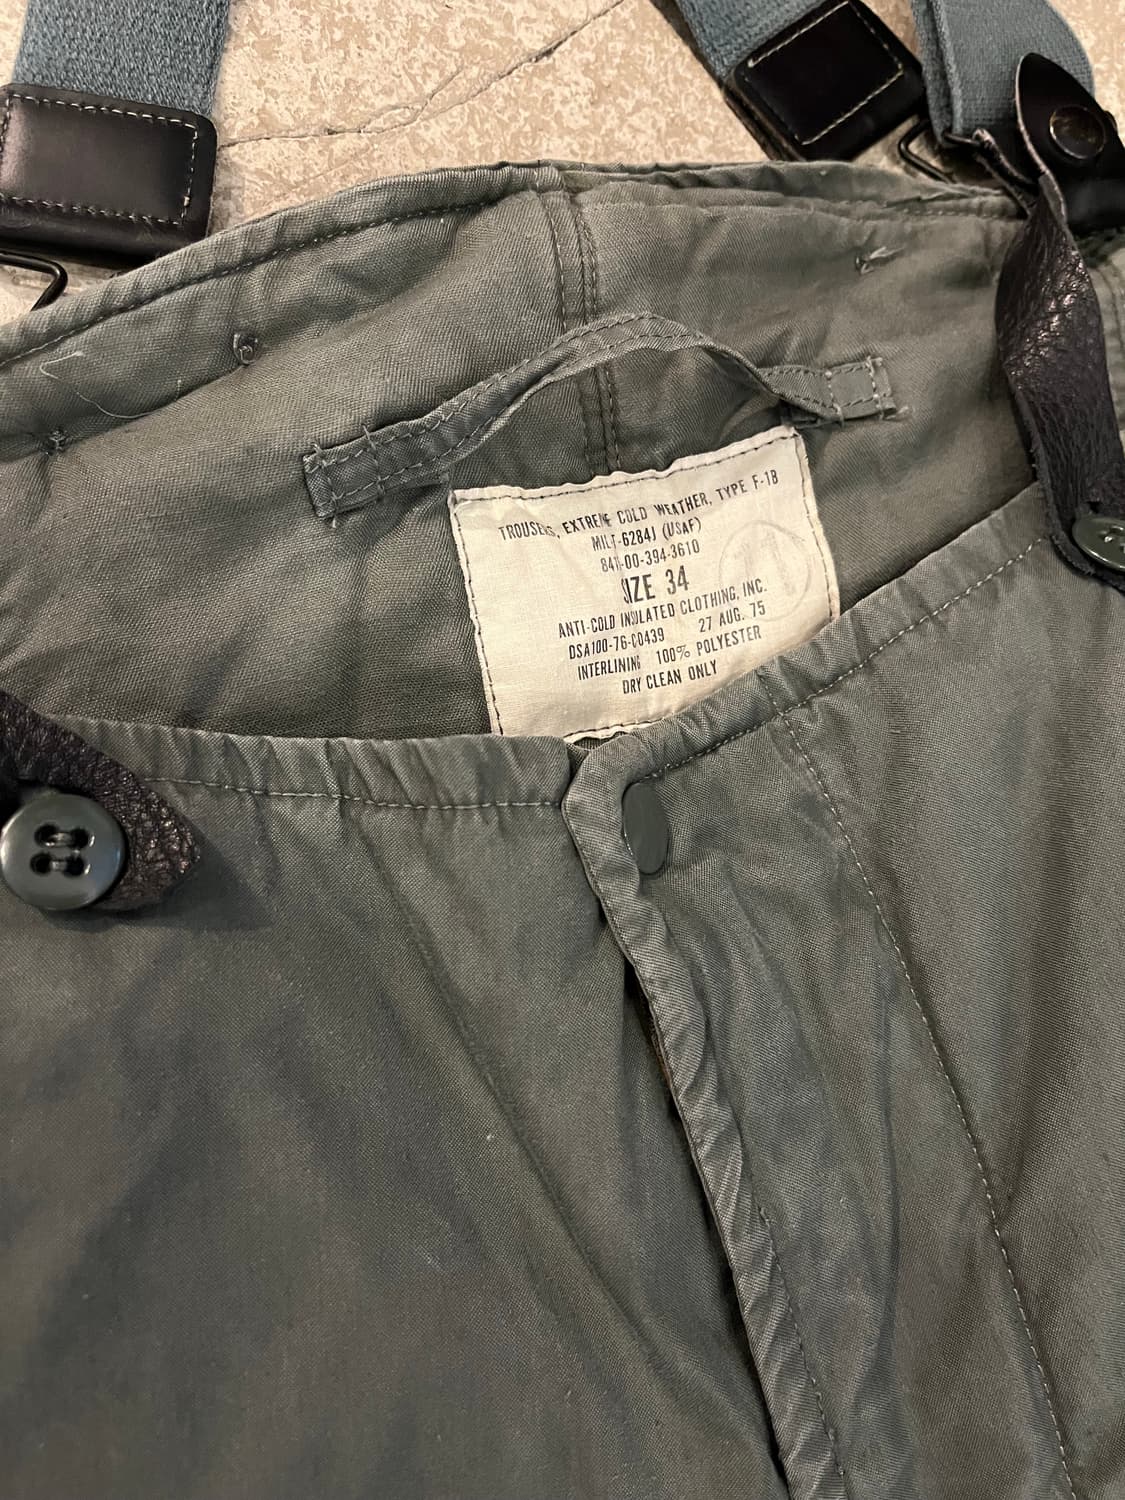 TROUSERS, EXTREME COLD WEATHER, TYPE F-1B
MIL-T-6284J (USAF)
8415-00-394-3610
SIZE 34
ANTI-COLD INSULATED CLOTHING, INC.
DSA100-76-C0439 27 AUG. 75
INTERLINING 100% POLYESTER
DRY CLEAN ONLY
11